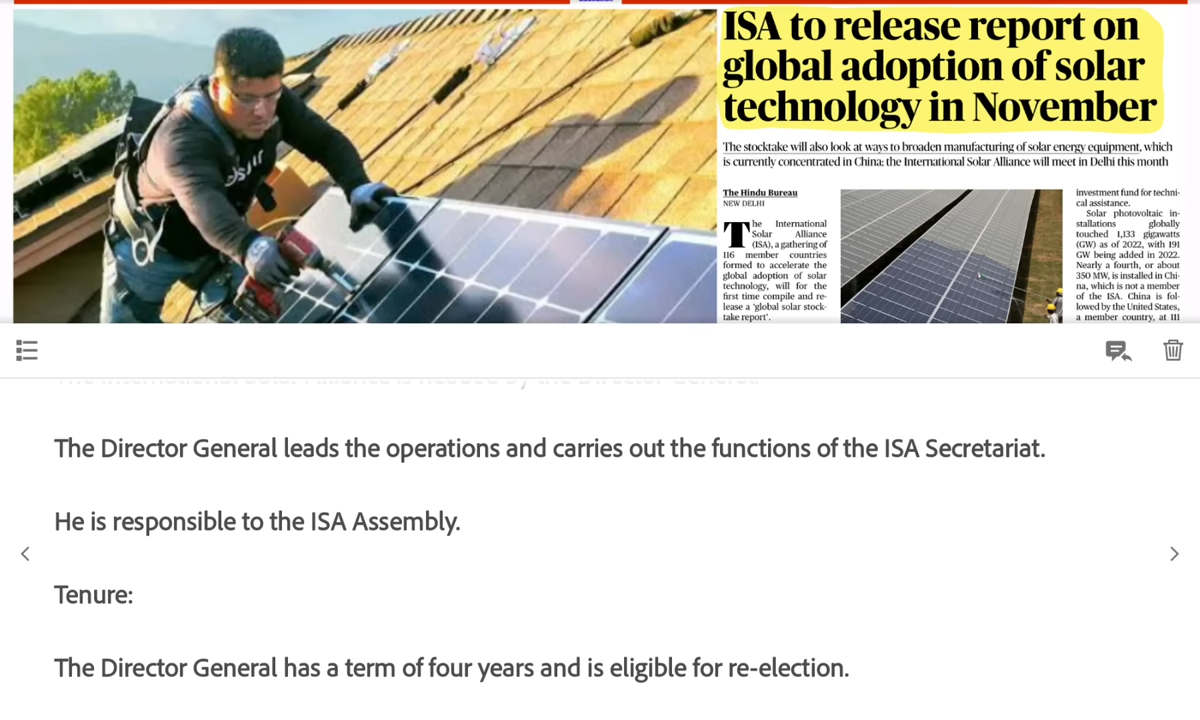 ISA to release report on
global adoption of solar
technology in November
The stocktake will also look at ways to broaden manufacturing of solar energy equipment, which
is currently concentrated in China; the International Solar Alliance will meet in Delhi this month
The Hindu Bureau
NEW DELHI
The International
Solar Alliance
(ISA), a gathering of
116 member countries
formed to accelerate the
global adoption of solar
technology, will for the
first time compile and re-
lease a 'global solar stock-
take report'.
investment fund for techni-
cal assistance.
Solar photovoltaic in-
stallations globally
touched 1,133 gigawatts
(GW) as of 2022, with 191
GW being added in 2022.
Nearly a fourth, or about
350 MW, is installed in Chi-
na, which is not a member
of the ISA. China is fol-
lowed by the United States,
a member country, at 111
The Director General leads the operations and carries out the functions of the ISA Secretariat.
He is responsible to the ISA Assembly.
Tenure:
The Director General has a term of four years and is eligible for re-election.